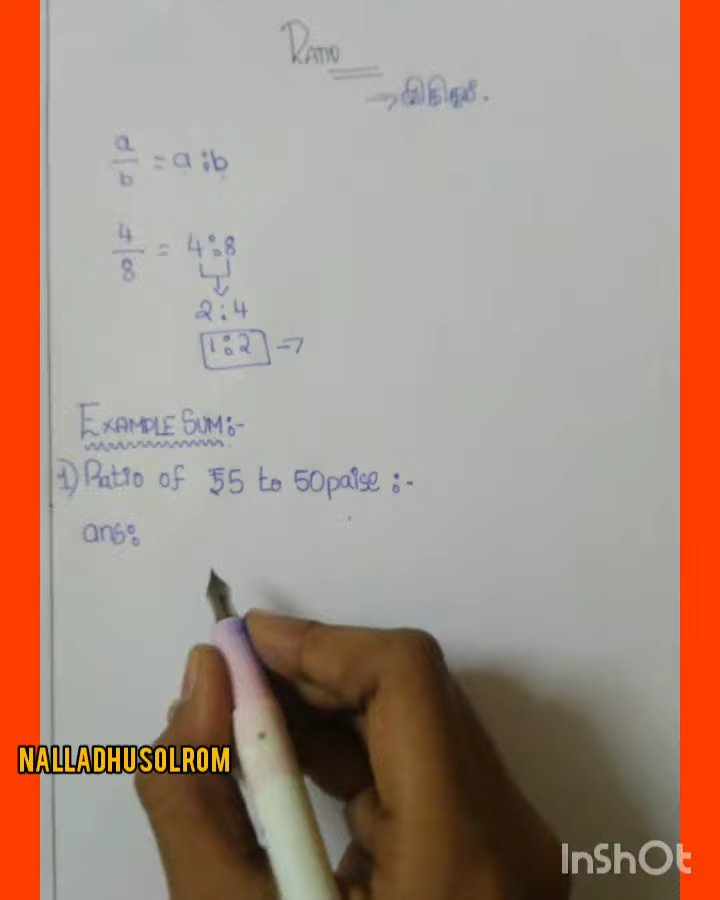 RATIO
a/b = a:b
4/8 = 4:8
2:4
1:2 →
EXAMPLE SUM:-
1) Ratio of ₹5 to 50paise :-
ans:
NALLADHUSOLROM
InShOt